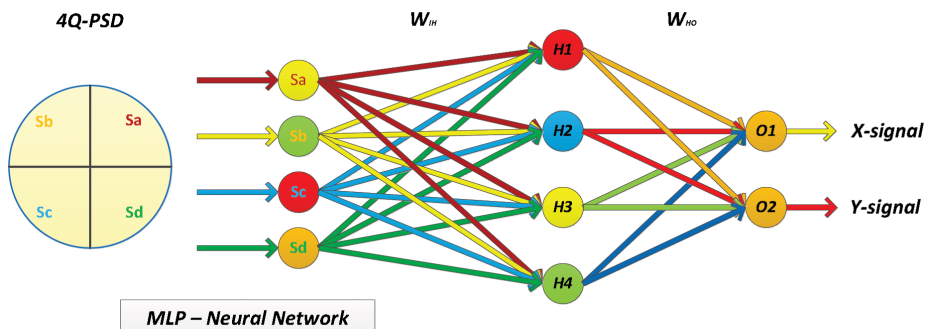 4Q-PSD
W_IH
W_HO
Sb
Sa
Sc
Sd
Sa
Sb
Sc
Sd
H1
H2
H3
H4
O1
O2
X-signal
Y-signal
MLP – Neural Network